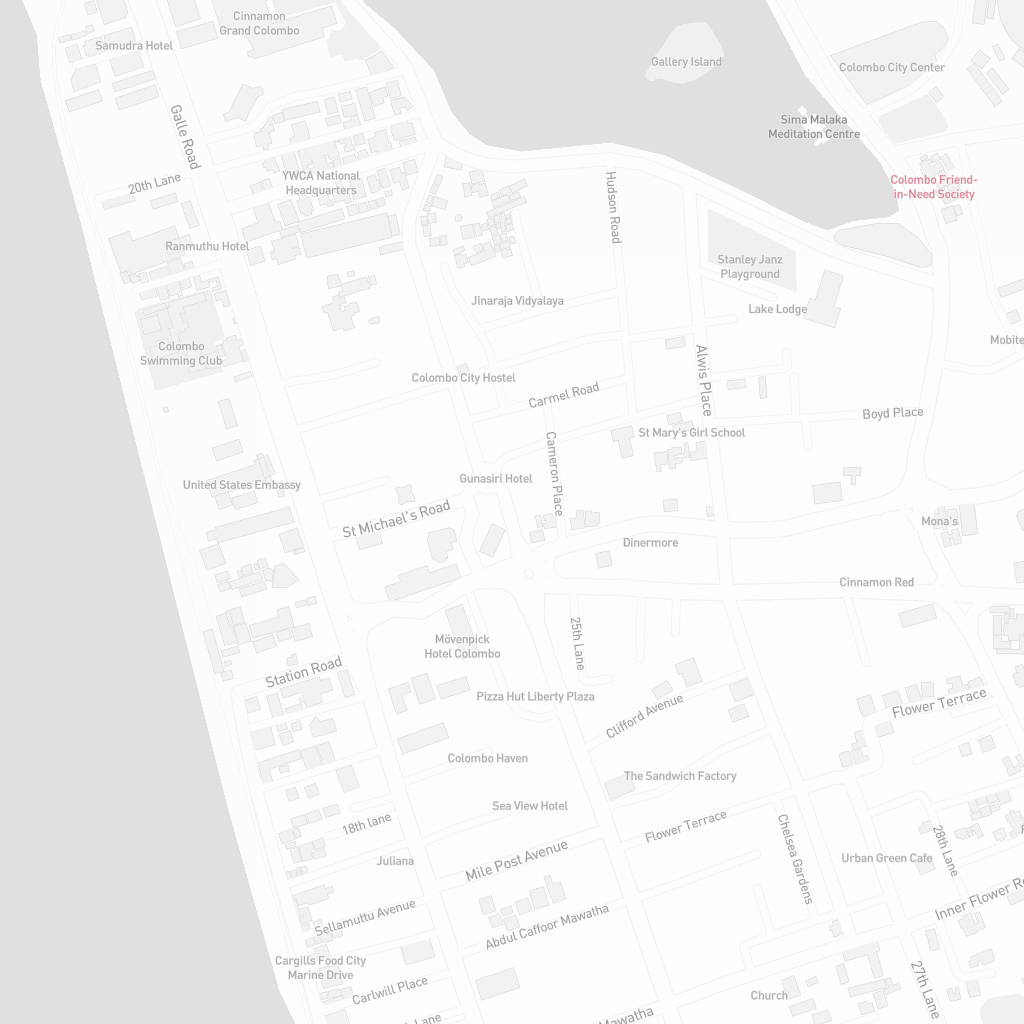 Cinnamon
Grand Colombo
Samudra Hotel
Gallery Island
Colombo City Center
Galle Road
Sima Malaka
Meditation Centre
20th Lane
YWCA National
Headquarters
Colombo Friend-
in-Need Society
Hudson Road
Ranmuthu Hotel
Stanley Janz
Playground
Jinaraja Vidyalaya
Lake Lodge
Colombo
Swimming Club
Mobite
Colombo City Hostel
Alwis Place
Carmel Road
Boyd Place
St Mary's Girl School
Cameron Place
Gunasiri Hotel
United States Embassy
St Michael's Road
Mona's
Dinermore
Cinnamon Red
25th Lane
Mövenpick
Hotel Colombo
Station Road
Pizza Hut Liberty Plaza
Clifford Avenue
Flower Terrace
Colombo Haven
The Sandwich Factory
Sea View Hotel
18th lane
Flower Terrace
Chelsea Gardens
28th Lane
Juliana
Mile Post Avenue
Urban Green Cafe
Inner Flower Ro
Sellamuttu Avenue
Abdul Caffoor Mawatha
Cargills Food City
Marine Drive
Carlwill Place
Church
27th Lane
Lane
Mawatha